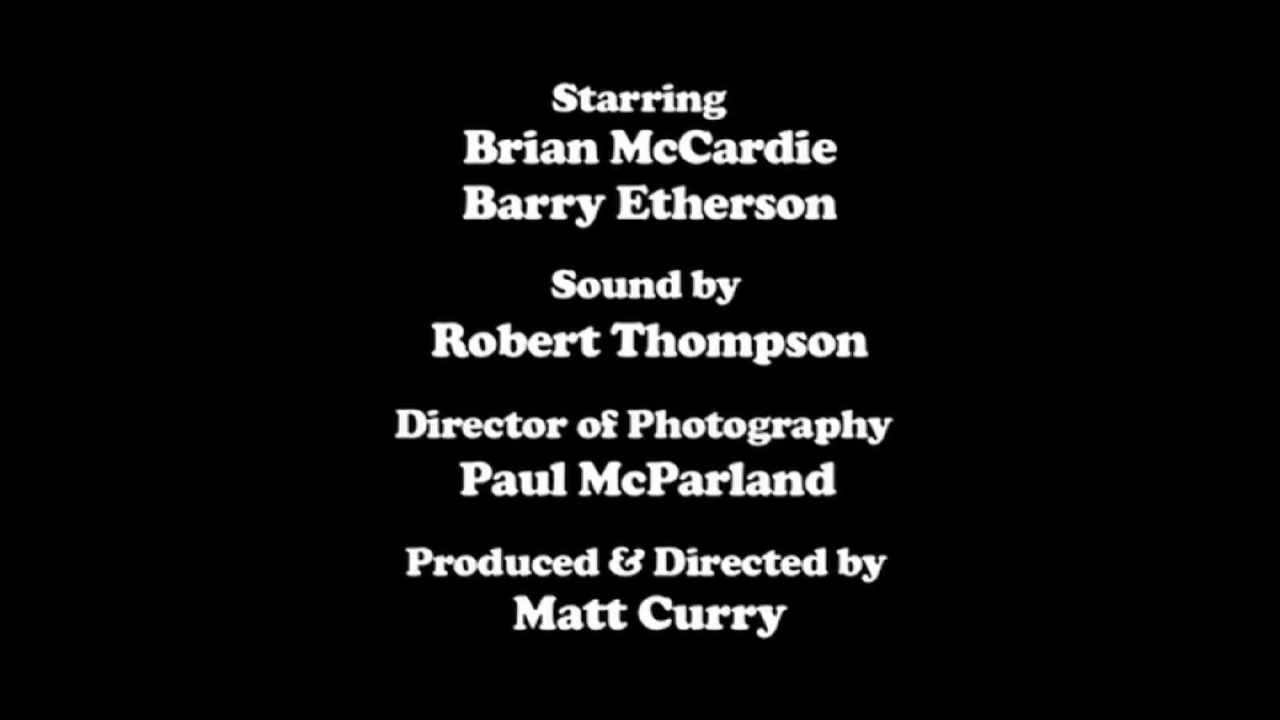 Starring
Brian McCardie
Barry Etherson
Sound by
Robert Thompson
Director of Photography
Paul McParland
Produced & Directed by
Matt Curry